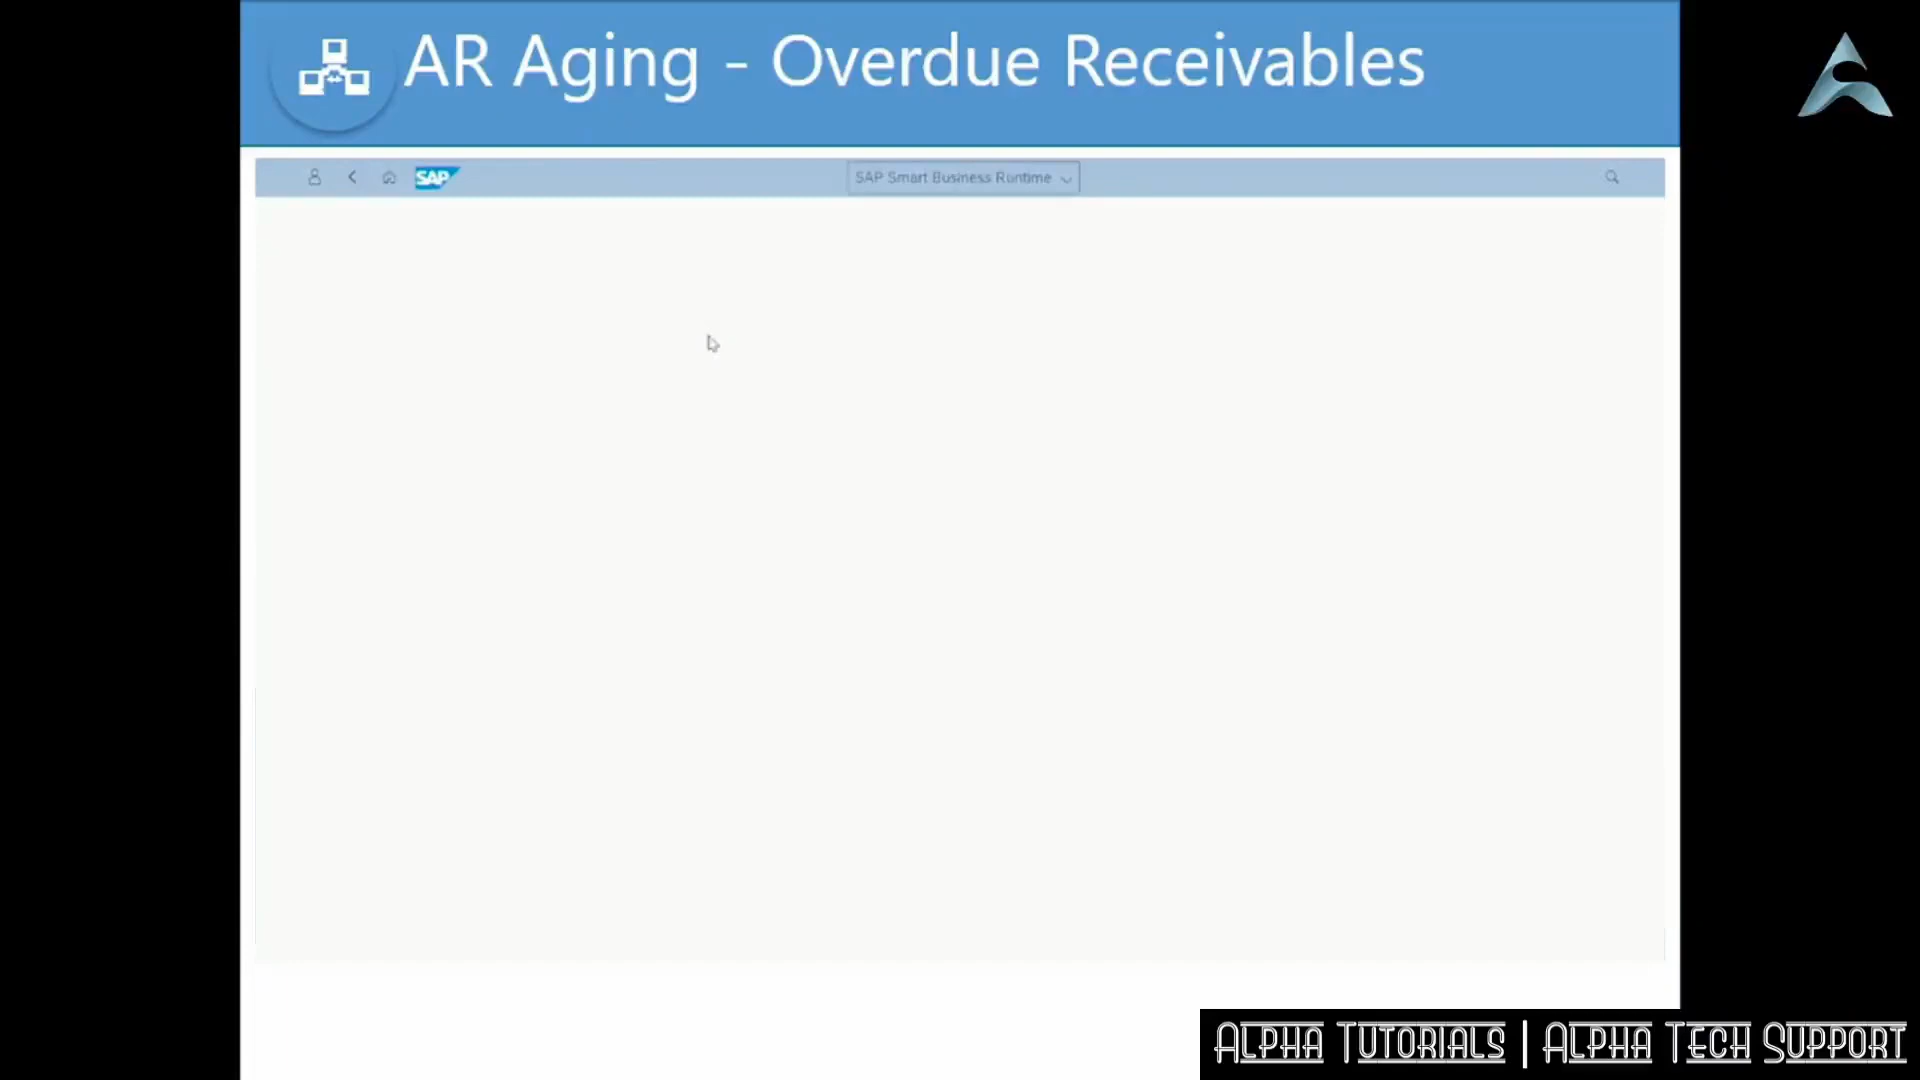 AR Aging - Overdue Receivables
SAP
SAP Smart Business Runtime
Alpha Tutorials | Alpha Tech Support